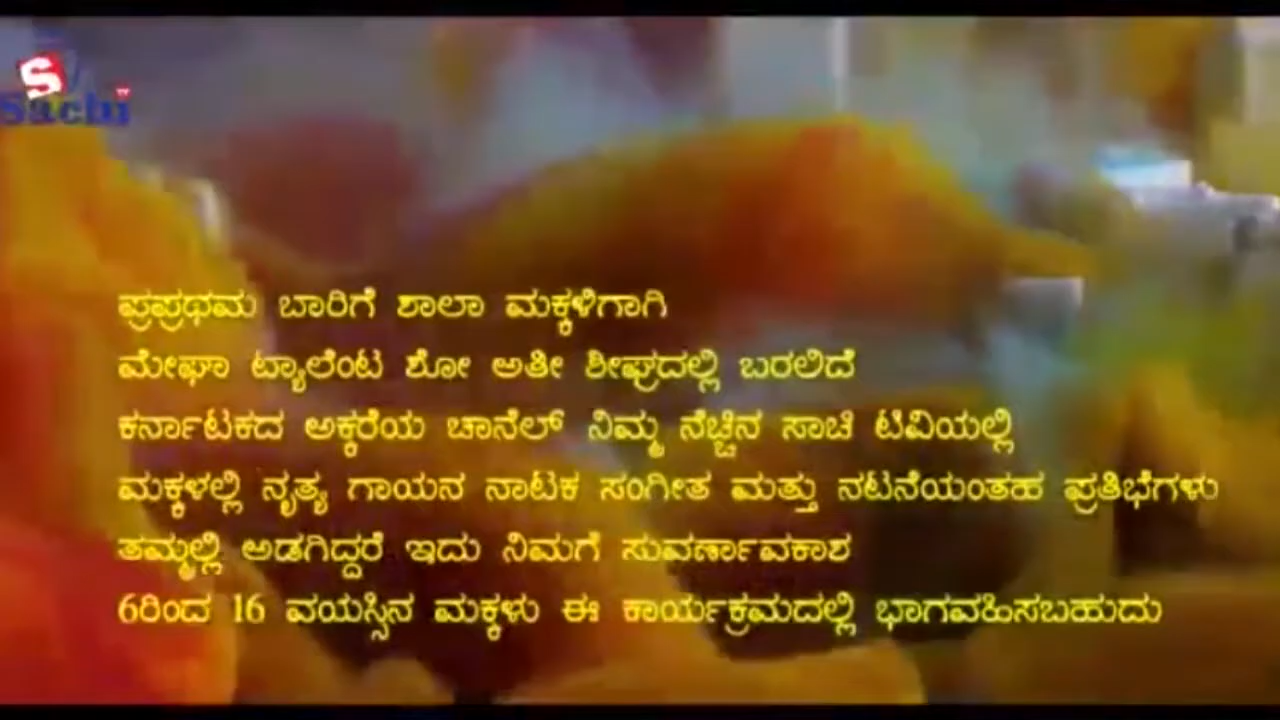 S
Sachi TV
ಪ್ರಪ್ರಥಮ ಬಾರಿಗೆ ಶಾಲಾ ಮಕ್ಕಳಿಗಾಗಿ
ಮೇಘಾ ಟ್ಯಾಲೆಂಟ ಶೋ ಅತೀ ಶೀಘ್ರದಲ್ಲಿ ಬರಲಿದೆ
ಕರ್ನಾಟಕದ ಅಕ್ಕರೆಯ ಚಾನೆಲ್ ನಿಮ್ಮ ನೆಚ್ಚಿನ ಸಾಚಿ ಟಿವಿಯಲ್ಲಿ
ಮಕ್ಕಳಲ್ಲಿ ನೃತ್ಯ ಗಾಯನ ನಾಟಕ ಸಂಗೀತ ಮತ್ತು ನಟನೆಯಂತಹ ಪ್ರತಿಭೆಗಳು
ತಮ್ಮಲ್ಲಿ ಅಡಗಿದ್ದರೆ ಇದು ನಿಮಗೆ ಸುವರ್ಣಾವಕಾಶ
6ರಿಂದ 16 ವಯಸ್ಸಿನ ಮಕ್ಕಳು ಈ ಕಾರ್ಯಕ್ರಮದಲ್ಲಿ ಭಾಗವಹಿಸಬಹುದು